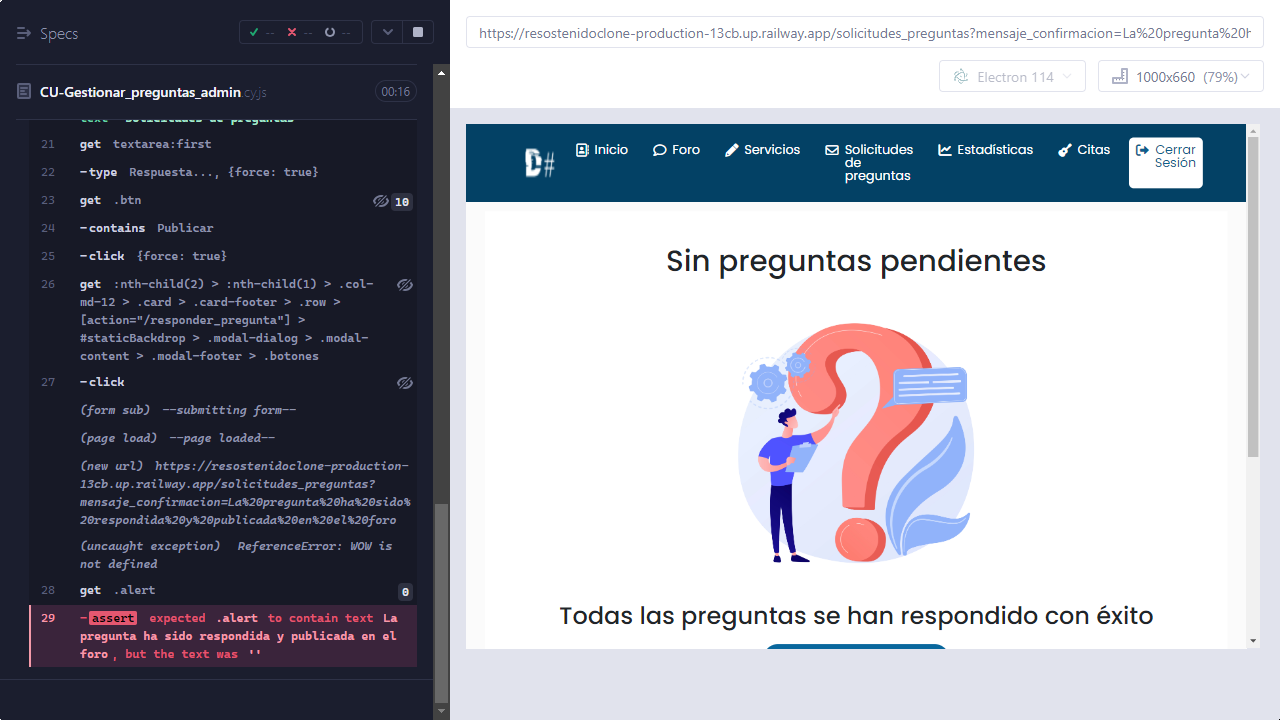 Specs
--
--
--
CU-Gestionar_preguntas_admin.cy.js
00:16
21 get textarea:first
22 -type Respuesta..., {force: true}
23 get .btn 10
24 -contains Publicar
25 -click {force: true}
26 get :nth-child(2) > :nth-child(1) > .col-
md-12 > .card > .card-footer > .row >
[action="/responder_pregunta"] >
#staticBackdrop > .modal-dialog > .modal-
content > .modal-footer > .botones
27 -click
(form sub) --submitting form--
(page load) --page loaded--
(new url) https://resostenidoclone-production-
13cb.up.railway.app/solicitudes_preguntas?
mensaje_confirmacion=La%20pregunta%20ha%20sido%
20respondida%20y%20publicada%20en%20el%20foro
(uncaught exception) ReferenceError: WOW is
not defined
28 get .alert 0
29 -assert expected .alert to contain text La
pregunta ha sido respondida y publicada en el
foro, but the text was ''
https://resostenidoclone-production-13cb.up.railway.app/solicitudes_preguntas?mensaje_confirmacion=La%20pregunta%20h
Electron 114
1000x660 (79%)
D#
Inicio
Foro
Servicios
Solicitudes
de
preguntas
Estadísticas
Citas
Cerrar
Sesión
Sin preguntas pendientes
Todas las preguntas se han respondido con éxito